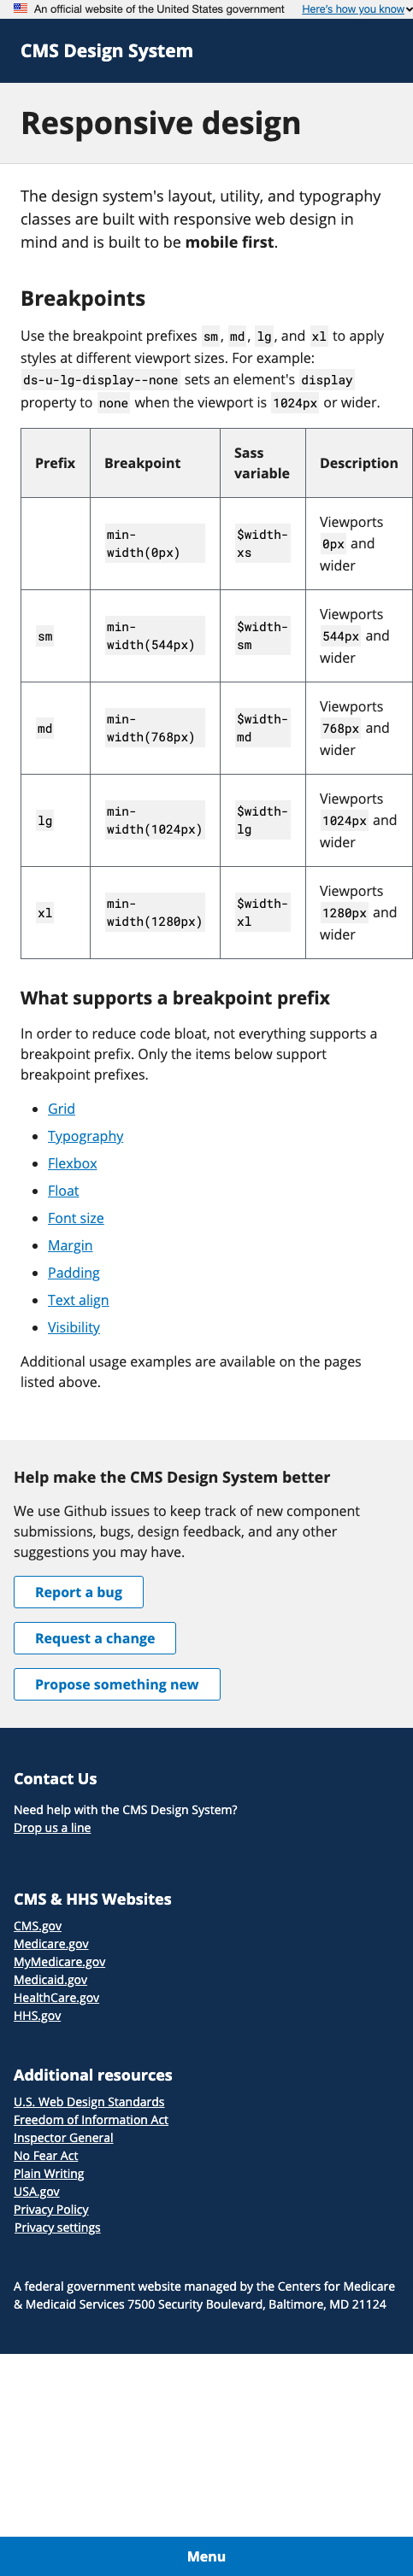 An official website of the United States government Here's how you know
CMS Design System
Responsive design
The design system's layout, utility, and typography
classes are built with responsive web design in
mind and is built to be mobile first.
Breakpoints
Use the breakpoint prefixes sm, md, lg, and xl to apply
styles at different viewport sizes. For example:
ds-u-lg-display--none sets an element's display
property to none when the viewport is 1024px or wider.
Prefix Breakpoint Sass variable Description
min-width(0px) $width-xs Viewports 0px and wider
sm min-width(544px) $width-sm Viewports 544px and wider
md min-width(768px) $width-md Viewports 768px and wider
lg min-width(1024px) $width-lg Viewports 1024px and wider
xl min-width(1280px) $width-xl Viewports 1280px and wider
What supports a breakpoint prefix
In order to reduce code bloat, not everything supports a
breakpoint prefix. Only the items below support
breakpoint prefixes.
Grid
Typography
Flexbox
Float
Font size
Margin
Padding
Text align
Visibility
Additional usage examples are available on the pages
listed above.
Help make the CMS Design System better
We use Github issues to keep track of new component
submissions, bugs, design feedback, and any other
suggestions you may have.
Report a bug
Request a change
Propose something new
Contact Us
Need help with the CMS Design System?
Drop us a line
CMS & HHS Websites
CMS.gov
Medicare.gov
MyMedicare.gov
Medicaid.gov
HealthCare.gov
HHS.gov
Additional resources
U.S. Web Design Standards
Freedom of Information Act
Inspector General
No Fear Act
Plain Writing
USA.gov
Privacy Policy
Privacy settings
A federal government website managed by the Centers for Medicare
& Medicaid Services 7500 Security Boulevard, Baltimore, MD 21124
Menu